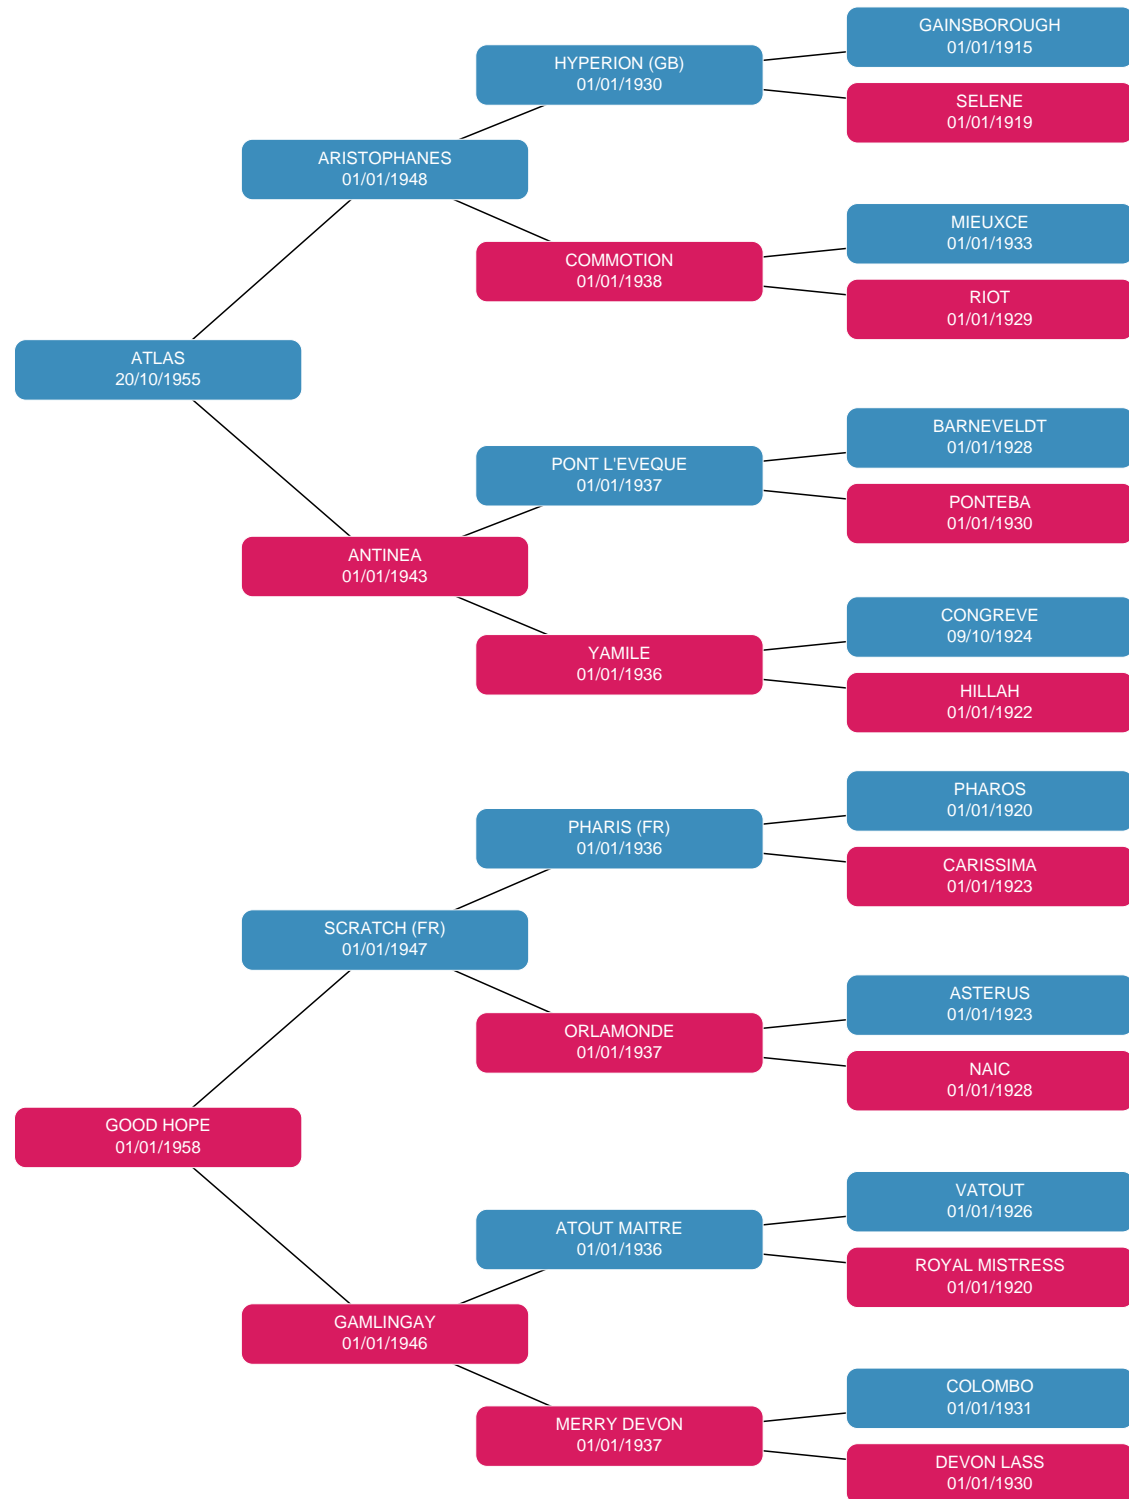 GAINSBOROUGH
01/01/1915
HYPERION (GB)
01/01/1930
SELENE
01/01/1919
ARISTOPHANES
01/01/1948
MIEUXCE
01/01/1933
COMMOTION
01/01/1938
RIOT
01/01/1929
ATLAS
20/10/1955
BARNEVELDT
01/01/1928
PONT L'EVEQUE
01/01/1937
PONTEBA
01/01/1930
ANTINEA
01/01/1943
CONGREVE
09/10/1924
YAMILE
01/01/1936
HILLAH
01/01/1922
PHAROS
01/01/1920
PHARIS (FR)
01/01/1936
CARISSIMA
01/01/1923
SCRATCH (FR)
01/01/1947
ASTERUS
01/01/1923
ORLAMONDE
01/01/1937
NAIC
01/01/1928
GOOD HOPE
01/01/1958
VATOUT
01/01/1926
ATOUT MAITRE
01/01/1936
ROYAL MISTRESS
01/01/1920
GAMLINGAY
01/01/1946
COLOMBO
01/01/1931
MERRY DEVON
01/01/1937
DEVON LASS
01/01/1930